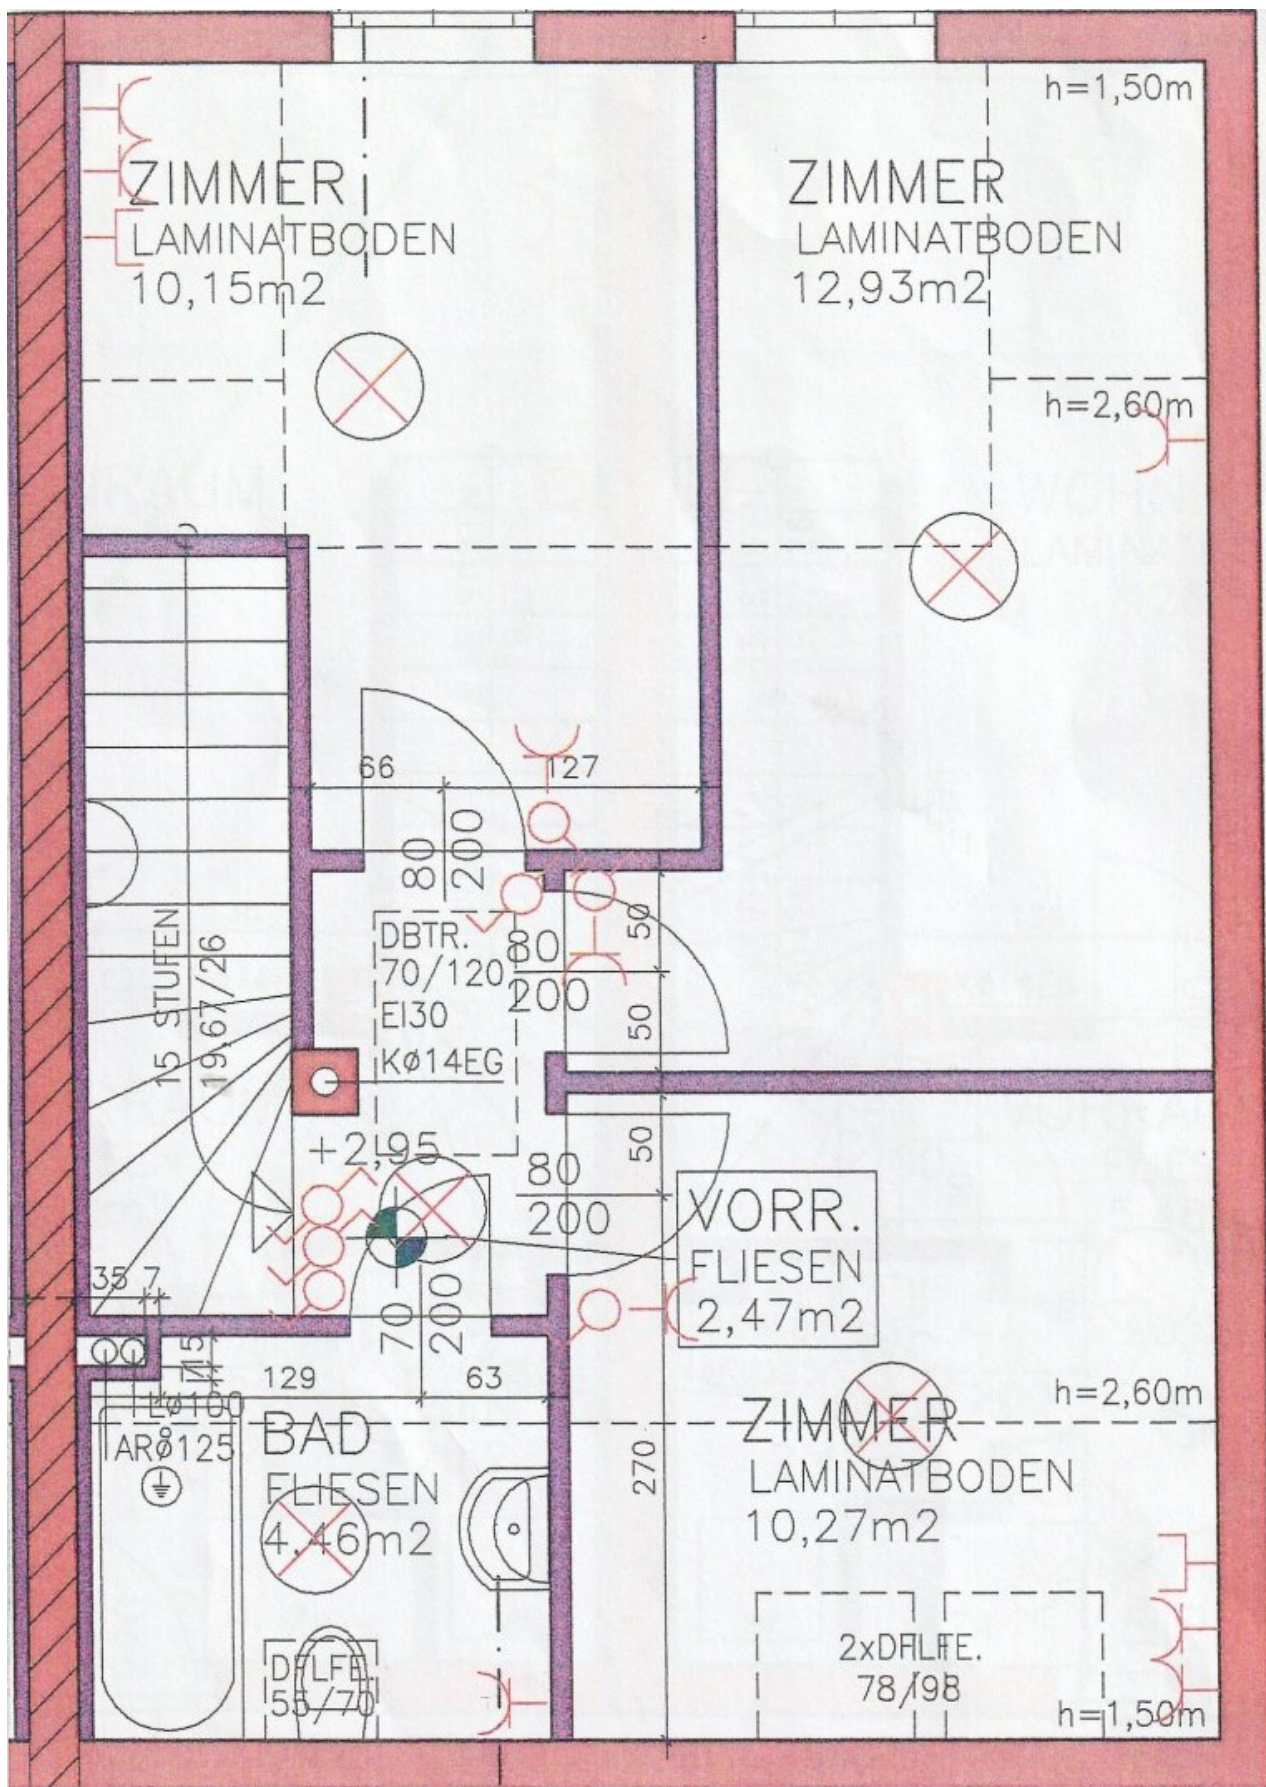 h=1,50m
ZIMMER
LAMINATBODEN
10,15m2
ZIMMER
LAMINATBODEN
12,93m2
h=2,60m
66
127
80
200
15 STUFEN
19,67/26
DBTR.
70/120
EI30
KØ14EG
80
200
50
50
+2,95
80
200
50
VORR.
FLIESEN
2,47m2
35
7
70
200
15
129
63
ARØ125
BAD
FLIESEN
4,46m2
270
h=2,60m
ZIMMER
LAMINATBODEN
10,27m2
DFLFE.
55/70
2xDFLFE.
78/98
h=1,50m